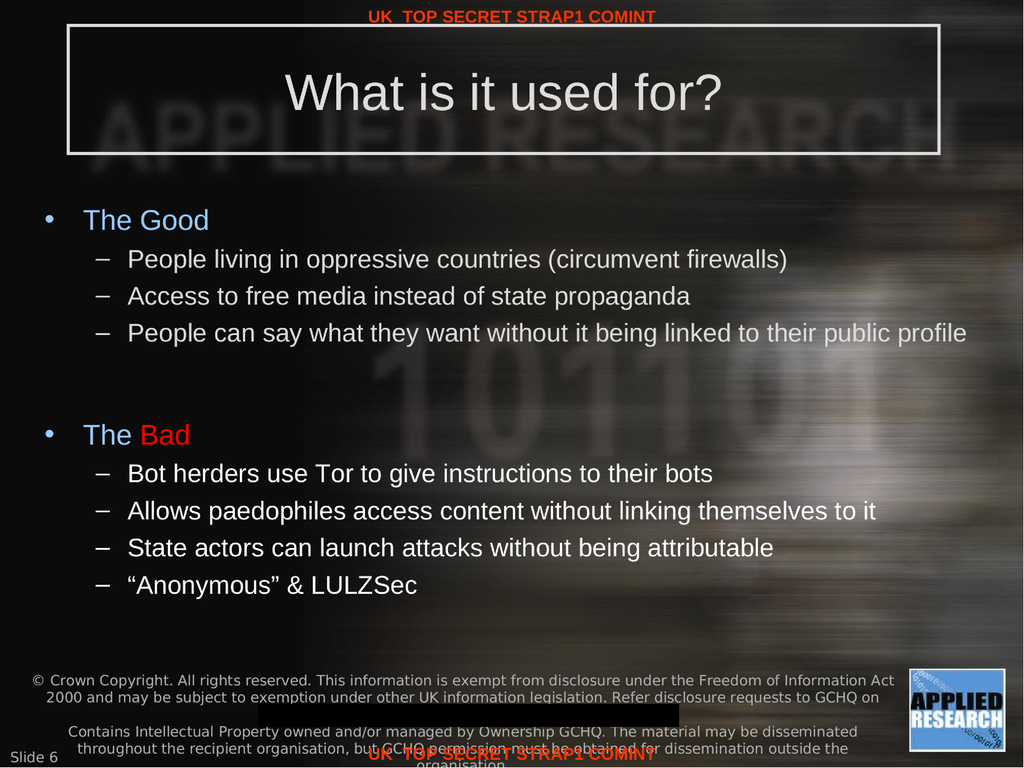 UK TOP SECRET STRAP1 COMINT
What is it used for?
APPLIED RESEARCH
• The Good
– People living in oppressive countries (circumvent firewalls)
– Access to free media instead of state propaganda
– People can say what they want without it being linked to their public profile
101101
• The Bad
– Bot herders use Tor to give instructions to their bots
– Allows paedophiles access content without linking themselves to it
– State actors can launch attacks without being attributable
– “Anonymous” & LULZSec
© Crown Copyright. All rights reserved. This information is exempt from disclosure under the Freedom of Information Act
2000 and may be subject to exemption under other UK information legislation. Refer disclosure requests to GCHQ on
Contains Intellectual Property owned and/or managed by Ownership GCHQ. The material may be disseminated
throughout the recipient organisation, but GCHQ permission must be obtained for dissemination outside the
organisation.
UK TOP SECRET STRAP1 COMINT
Slide 6
APPLIED
RESEARCH